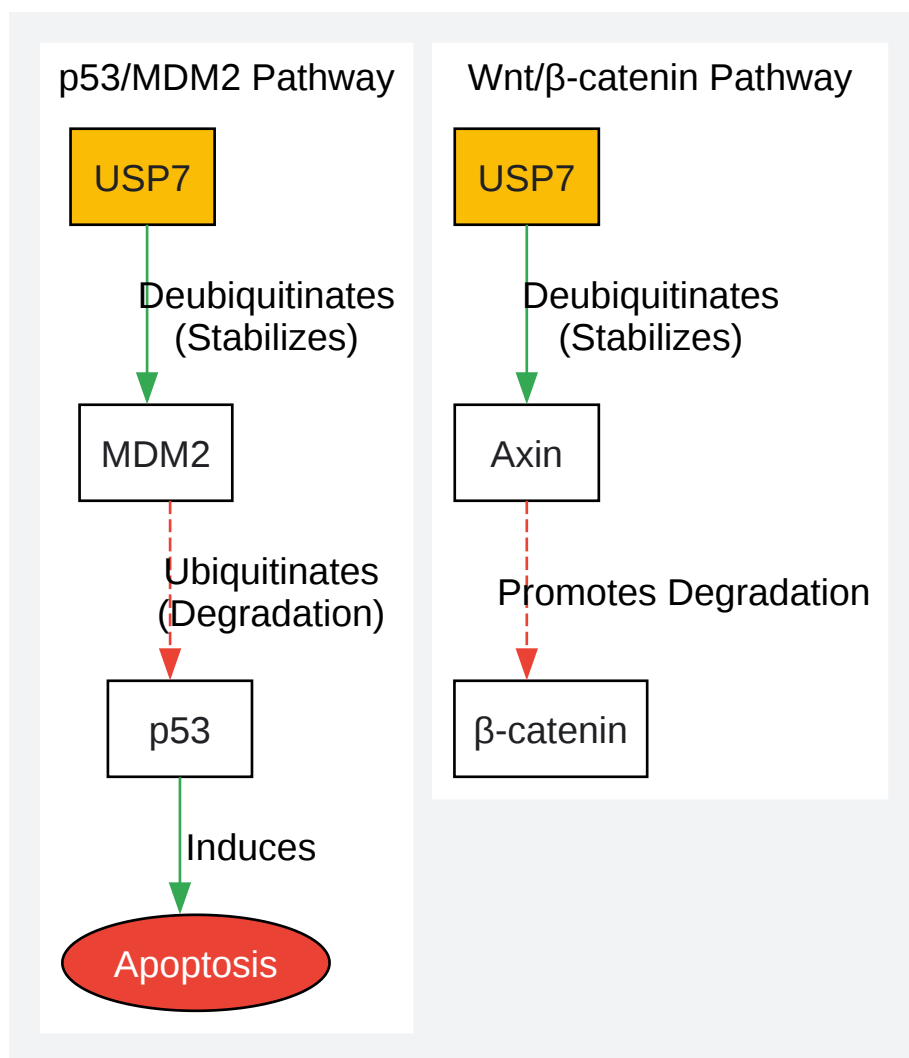 p53/MDM2 Pathway
USP7
Deubiquitinates
(Stabilizes)
MDM2
Ubiquitinates
(Degradation)
p53
Induces
Apoptosis
Wnt/β-catenin Pathway
USP7
Deubiquitinates
(Stabilizes)
Axin
Promotes Degradation
β-catenin